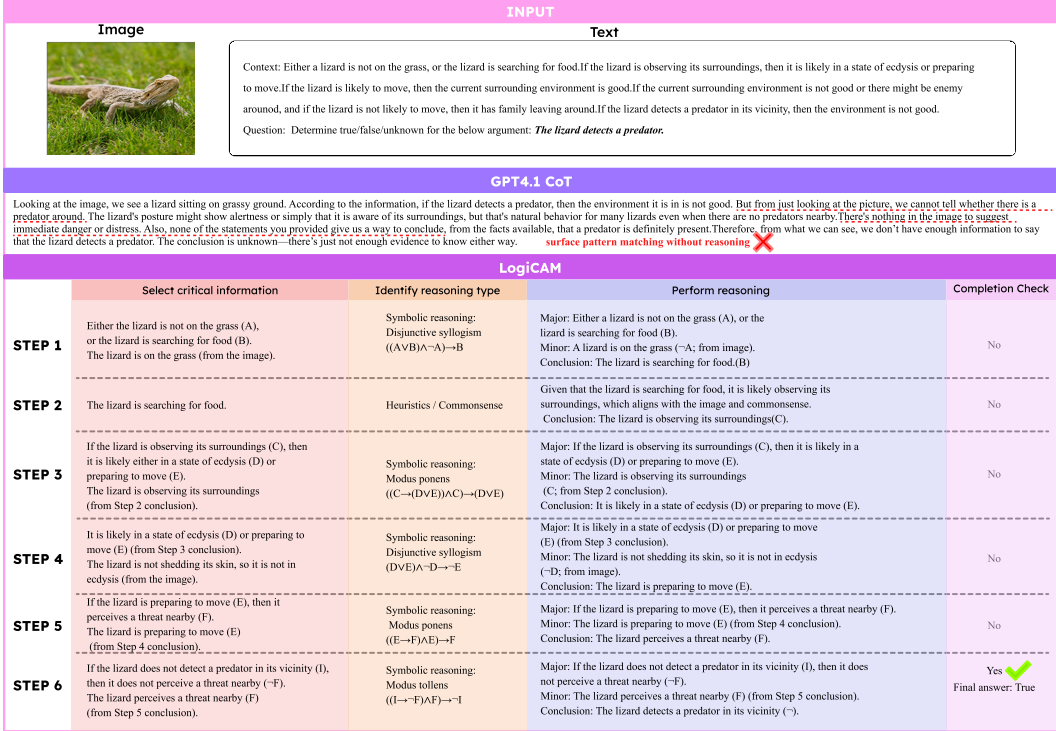 INPUT
Image
Text
Context: Either a lizard is not on the grass, or the lizard is searching for food.If the lizard is observing its surroundings, then it is likely in a state of ecdysis or preparing
to move.If the lizard is likely to move, then the current surrounding environment is good.If the current surrounding environment is not good or there might be enemy
arouond, and if the lizard is not likely to move, then it has family leaving around.If the lizard detects a predator in its vicinity, then the environment is not good.
Question: Determine true/false/unknown for the below argument: The lizard detects a predator.
GPT4.1 CoT
Looking at the image, we see a lizard sitting on grassy ground. According to the information, if the lizard detects a predator, then the environment it is in is not good. But from just looking at the picture, we cannot tell whether there is a
predator around. The lizard's posture might show alertness or simply that it is aware of its surroundings, but that's natural behavior for many lizards even when there are no predators nearby.There's nothing in the image to suggest
immediate danger or distress. Also, none of the statements you provided give us a way to conclude, from the facts available, that a predator is definitely present.Therefore, from what we can see, we don't have enough information to say
that the lizard detects a predator. The conclusion is unknown—there's just not enough evidence to know either way.
surface pattern matching without reasoning
LogiCAM
Select critical information
Identify reasoning type
Perform reasoning
Completion Check
STEP 1
Either the lizard is not on the grass (A),
or the lizard is searching for food (B).
The lizard is on the grass (from the image).
Symbolic reasoning:
Disjunctive syllogism
((A∨B)∧¬A)→B
Major: Either a lizard is not on the grass (A), or the
lizard is searching for food (B).
Minor: A lizard is on the grass (¬A; from image).
Conclusion: The lizard is searching for food.(B)
No
STEP 2
The lizard is searching for food.
Heuristics / Commonsense
Given that the lizard is searching for food, it is likely observing its
surroundings, which aligns with the image and commonsense.
Conclusion: The lizard is observing its surroundings(C).
No
STEP 3
If the lizard is observing its surroundings (C), then
it is likely either in a state of ecdysis (D) or
preparing to move (E).
The lizard is observing its surroundings
(from Step 2 conclusion).
Symbolic reasoning:
Modus ponens
((C→(D∨E))∧C)→(D∨E)
Major: If the lizard is observing its surroundings (C), then it is likely in a
state of ecdysis (D) or preparing to move (E).
Minor: The lizard is observing its surroundings
(C; from Step 2 conclusion).
Conclusion: It is likely in a state of ecdysis (D) or preparing to move (E).
No
STEP 4
It is likely in a state of ecdysis (D) or preparing to
move (E) (from Step 3 conclusion).
The lizard is not shedding its skin, so it is not in
ecdysis (from the image).
Symbolic reasoning:
Disjunctive syllogism
(D∨E)∧¬D→¬E
Major: It is likely in a state of ecdysis (D) or preparing to move
(E) (from Step 3 conclusion).
Minor: The lizard is not shedding its skin, so it is not in ecdysis
(¬D; from image).
Conclusion: The lizard is preparing to move (E).
No
STEP 5
If the lizard is preparing to move (E), then it
perceives a threat nearby (F).
The lizard is preparing to move (E)
(from Step 4 conclusion).
Symbolic reasoning:
Modus ponens
((E→F)∧E)→F
Major: If the lizard is preparing to move (E), then it perceives a threat nearby (F).
Minor: The lizard is preparing to move (E) (from Step 4 conclusion).
Conclusion: The lizard perceives a threat nearby (F).
No
STEP 6
If the lizard does not detect a predator in its vicinity (I),
then it does not perceive a threat nearby (¬F).
The lizard perceives a threat nearby (F)
(from Step 5 conclusion).
Symbolic reasoning:
Modus tollens
((I→¬F)∧F)→¬I
Major: If the lizard does not detect a predator in its vicinity (I), then it does
not perceive a threat nearby (¬F).
Minor: The lizard perceives a threat nearby (F) (from Step 5 conclusion).
Conclusion: The lizard detects a predator in its vicinity (¬).
Yes
Final answer: True